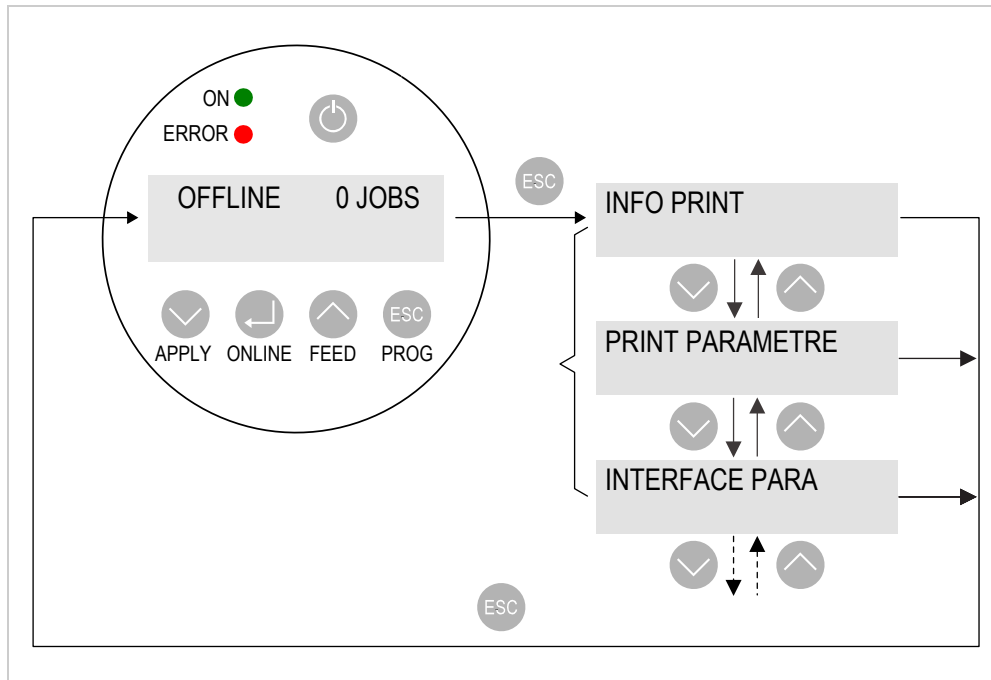 ON
ERROR
OFFLINE 0 JOBS
APPLY ONLINE FEED ESC
PROG
ESC
INFO PRINT
PRINT PARAMETRE
INTERFACE PARA
ESC